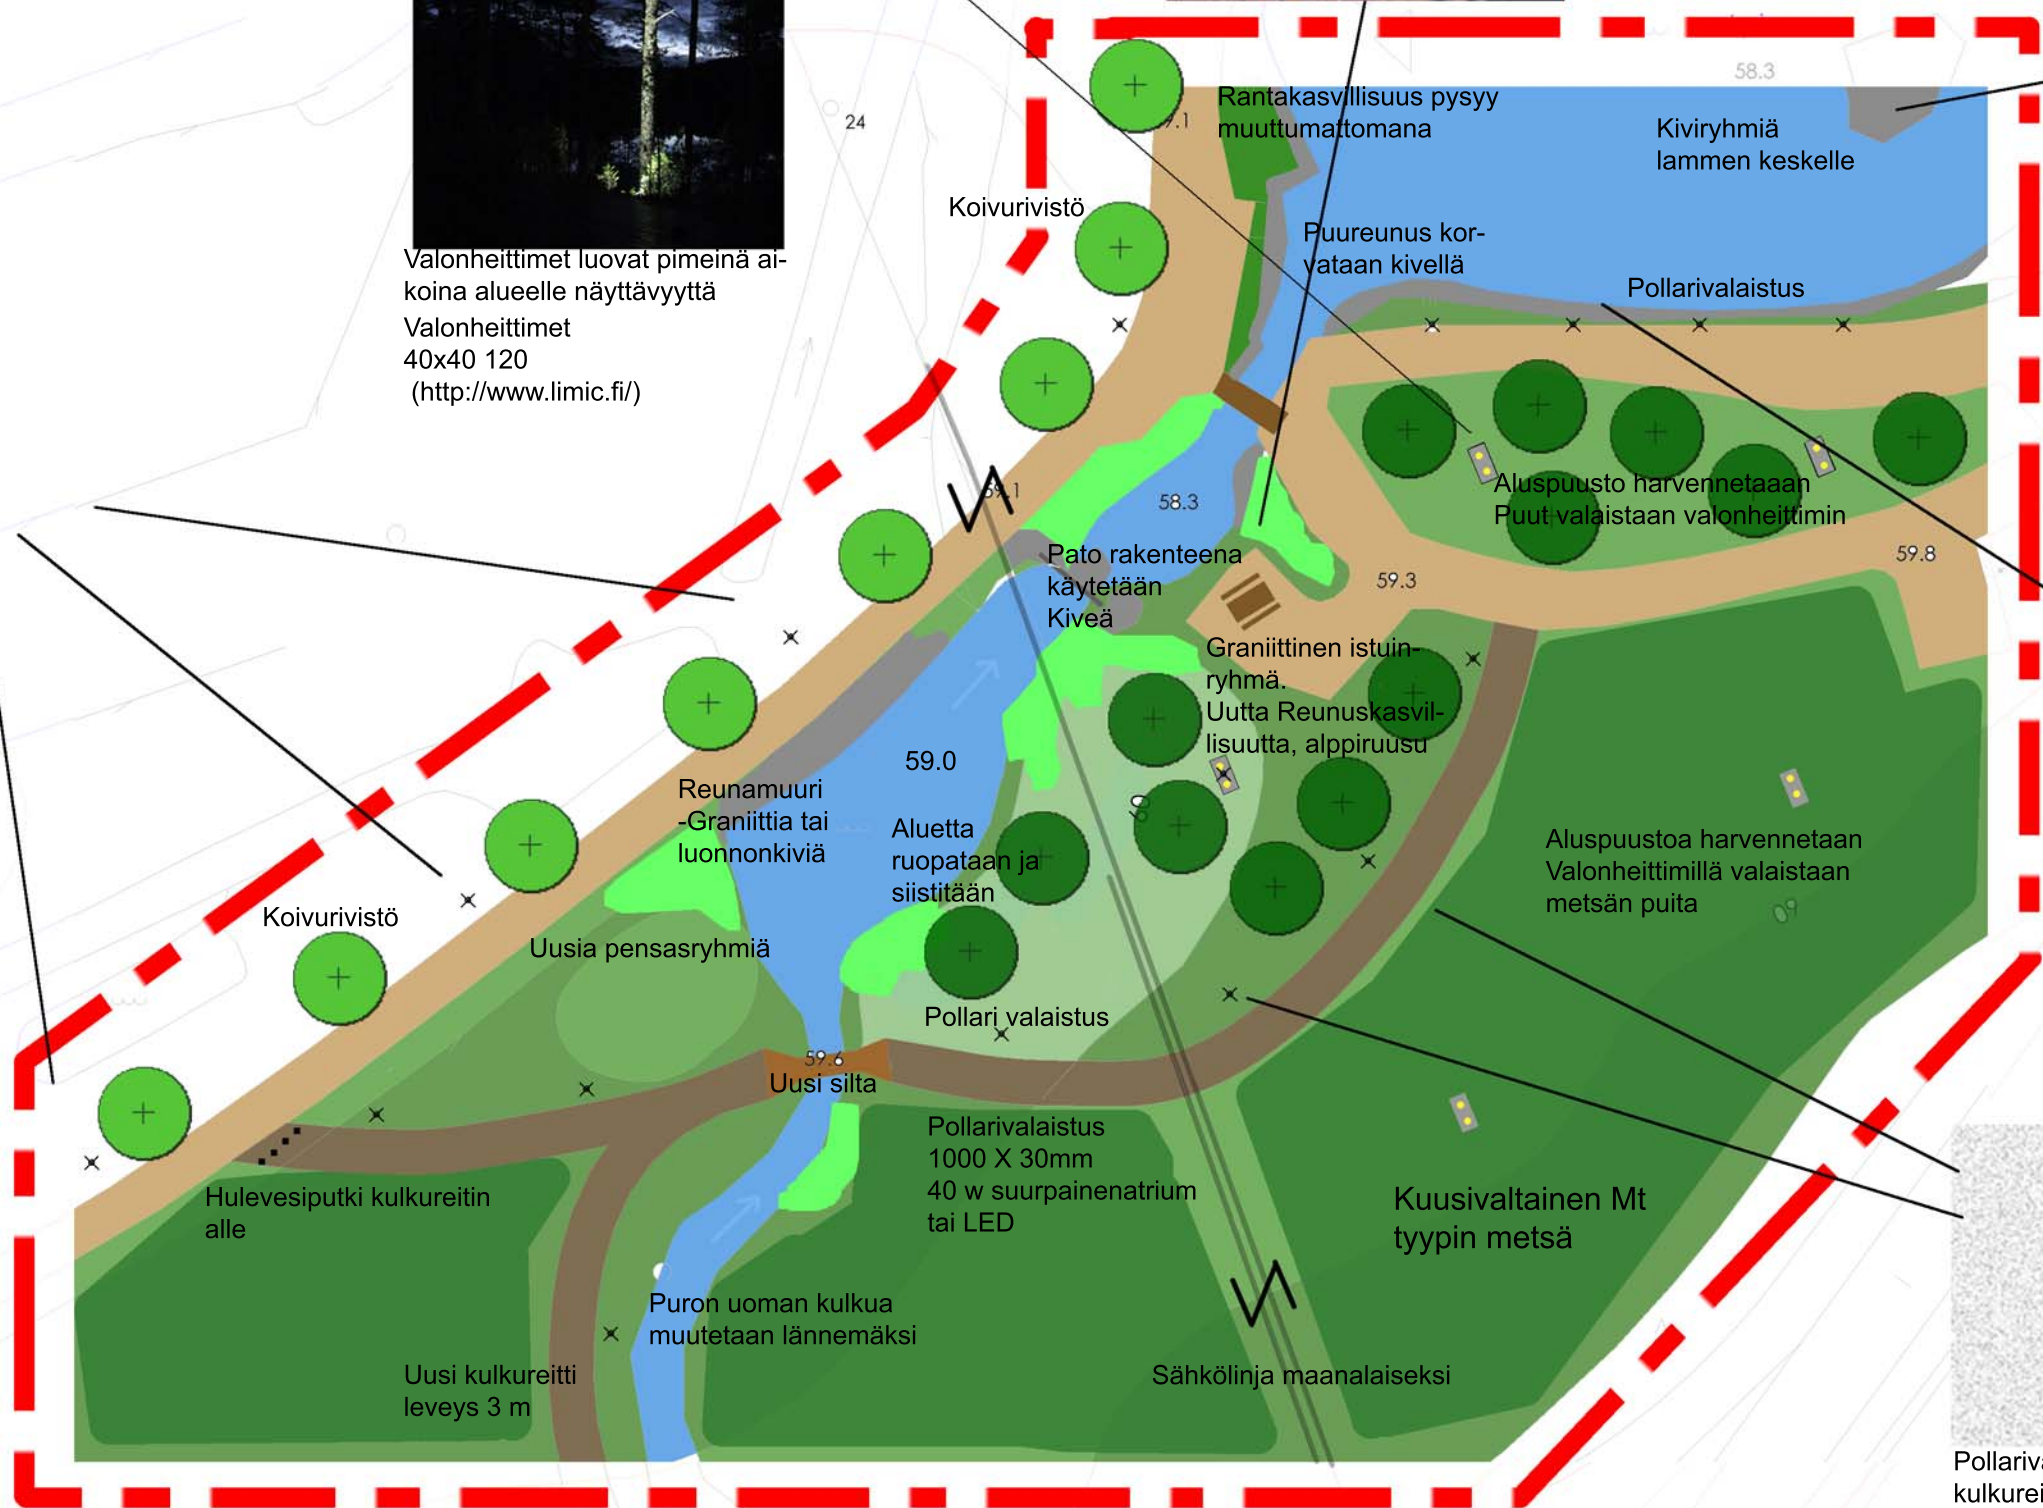 58.3
24
Rantakasvillisuus pysyy
muuttumattomana
Kiviryhmiä
lammen keskelle
Koivurivistö
Puureunus kor-
vataan kivellä
Pollarivalaistus
Valonheittimet luovat pimeinä ai-
koina alueelle näyttävyyttä
Valonheittimet
40x40 120
(http://www.limic.fi/)
59.1
58.3
Aluspuusto harvennetaaan
Puut valaistaan valonheittimin
59.8
59.3
Pato rakenteena
käytetään
Kiveä
Graniittinen istuin-
ryhmä.
Uutta Reunuskasvil-
lisuutta, alppiruusu
59.0
Reunamuuri
-Graniittia tai
luonnonkiviä
Aluetta
ruopataan ja
siistitään
60
Aluspuustoa harvennetaan
Valonheittimillä valaistaan
metsän puita
60
Koivurivistö
Uusia pensasryhmiä
Pollari valaistus
59.6
Uusi silta
Pollarivalaistus
1000 X 30mm
40 w suurpainenatrium
tai LED
Hulevesiputki kulkureitin
alle
Kuusivaltainen Mt
tyypin metsä
Puron uoman kulkua
muutetaan lännemäksi
Uusi kulkureitti
leveys 3 m
Sähkölinja maanalaiseksi